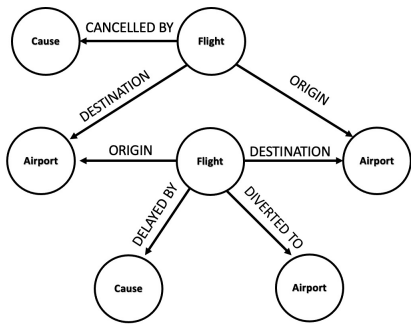 CANCELLED BY
Cause
Flight
DESTINATION
ORIGIN
Airport
ORIGIN
Flight
DESTINATION
Airport
DELAYED BY
DIVERTED TO
Cause
Airport